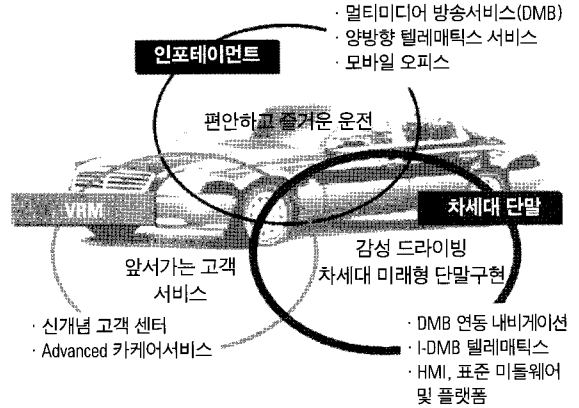 · 멀티미디어 방송서비스(DMB)
· 양방향 텔레매틱스 서비스
· 모바일 오피스
인포테이먼트
편안하고 즐거운 운전
VRM
차세대 단말
앞서가는 고객
서비스
감성 드라이빙
차세대 미래형 단말구현
· 신개념 고객 센터
· Advanced 카케어서비스
· DMB 연동 내비게이션
· I-DMB 텔레매틱스
· HMI, 표준 미들웨어
및 플랫폼